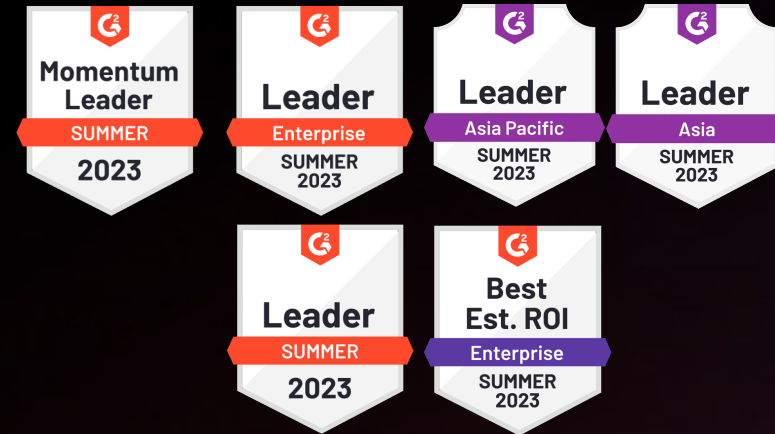 G2
Momentum
Leader
SUMMER
2023
G2
Leader
Enterprise
SUMMER
2023
G2
Leader
Asia Pacific
SUMMER
2023
G2
Leader
Asia
SUMMER
2023
G2
Leader
SUMMER
2023
G2
Best
Est. ROI
Enterprise
SUMMER
2023